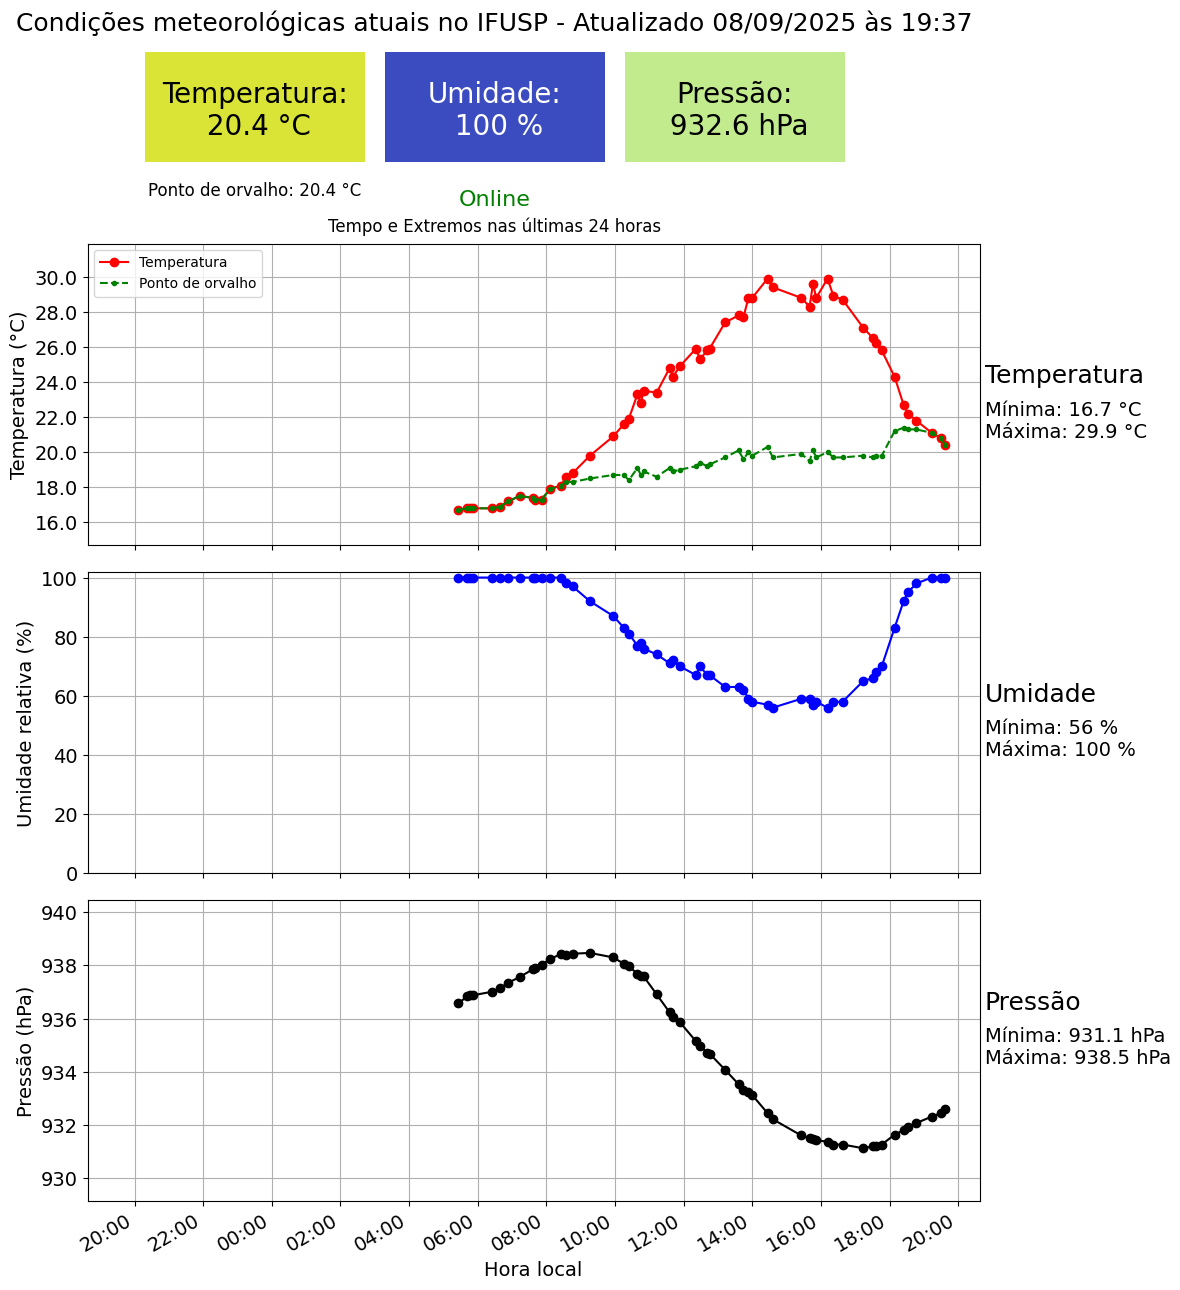 Condições meteorológicas atuais no IFUSP - Atualizado 08/09/2025 às 19:37
Temperatura:
20.4 °C
Umidade:
100 %
Pressão:
932.6 hPa
Ponto de orvalho: 20.4 °C
Online
Tempo e Extremos nas últimas 24 horas
Temperatura
Ponto de orvalho
Temperatura (°C)
30.0
28.0
26.0
24.0
22.0
20.0
18.0
16.0
Temperatura
Mínima: 16.7 °C
Máxima: 29.9 °C
Umidade relativa (%)
100
80
60
40
20
0
Umidade
Mínima: 56 %
Máxima: 100 %
Pressão (hPa)
940
938
936
934
932
930
Pressão
Mínima: 931.1 hPa
Máxima: 938.5 hPa
20:00
22:00
00:00
02:00
04:00
06:00
08:00
10:00
12:00
14:00
16:00
18:00
20:00
Hora local